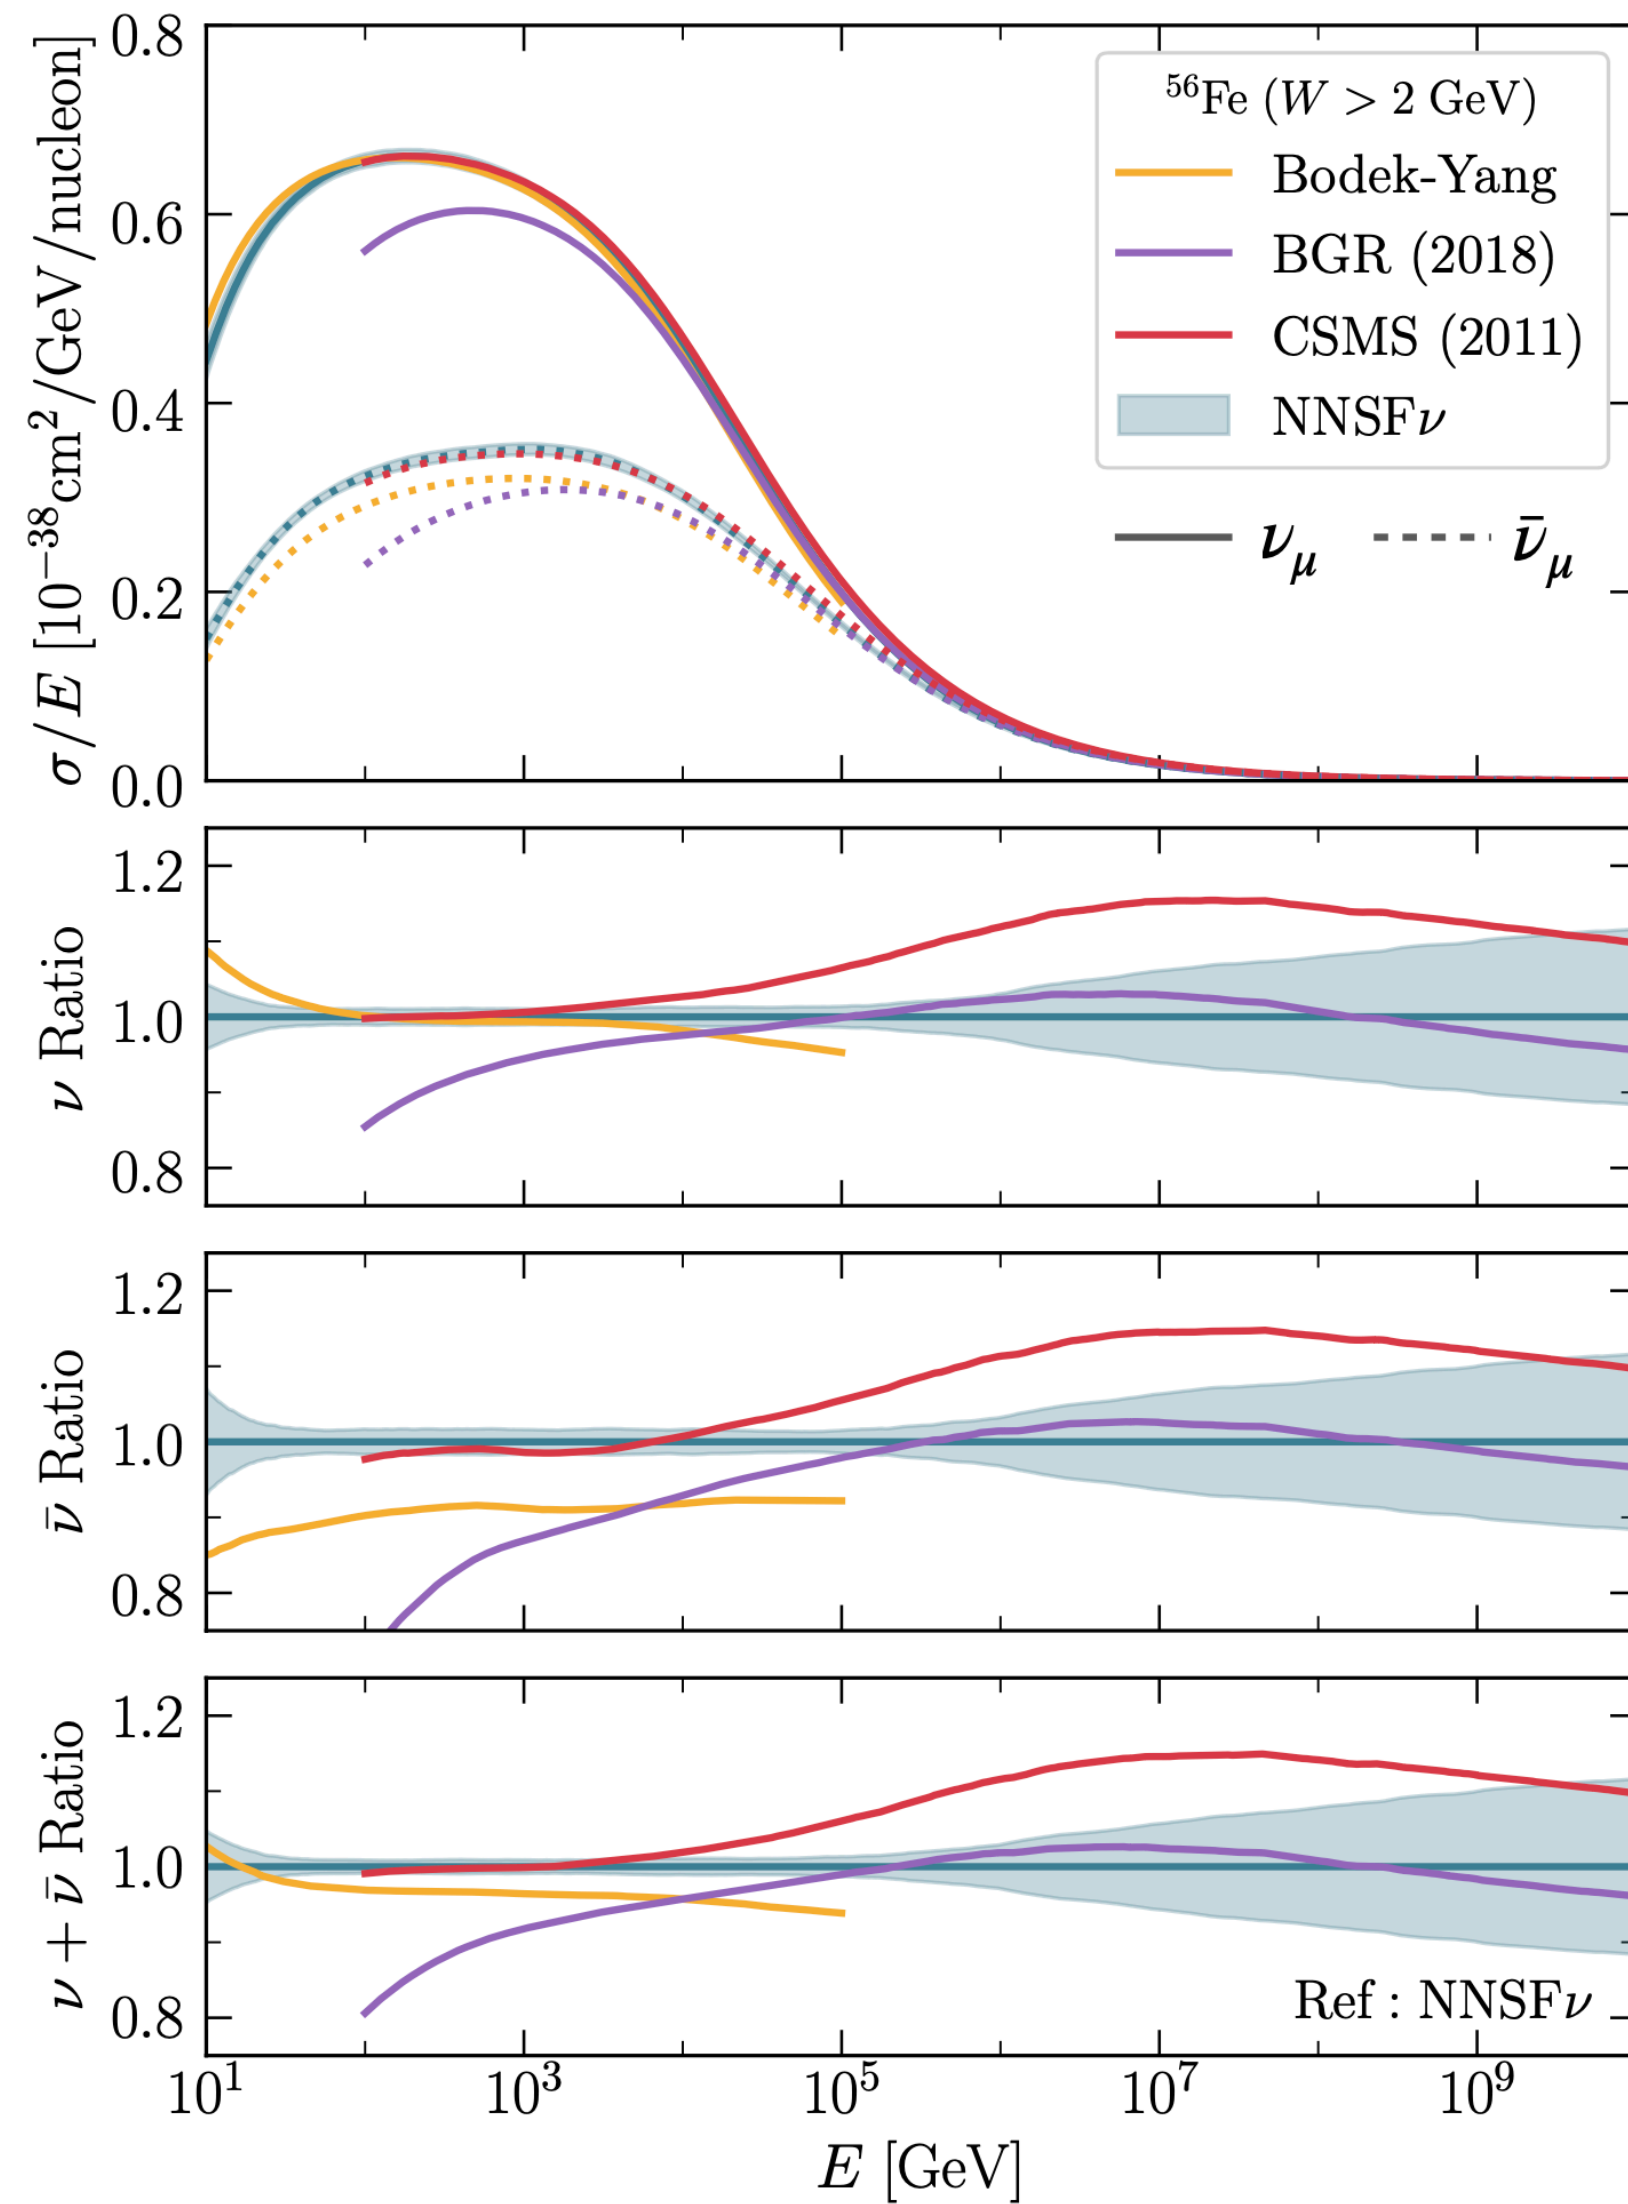 σ/E [10⁻³⁸cm²/GeV/nucleon]
0.8
0.6
0.4
0.2
0.0
⁵⁶Fe (W > 2 GeV)
Bodek-Yang
BGR (2018)
CSMS (2011)
NNSFν
ν_μ ν̄_μ
ν Ratio
1.2
1.0
0.8
ν̄ Ratio
1.2
1.0
0.8
ν + ν̄ Ratio
1.2
1.0
0.8
Ref : NNSFν
10¹ 10³ 10⁵ 10⁷ 10⁹
E [GeV]